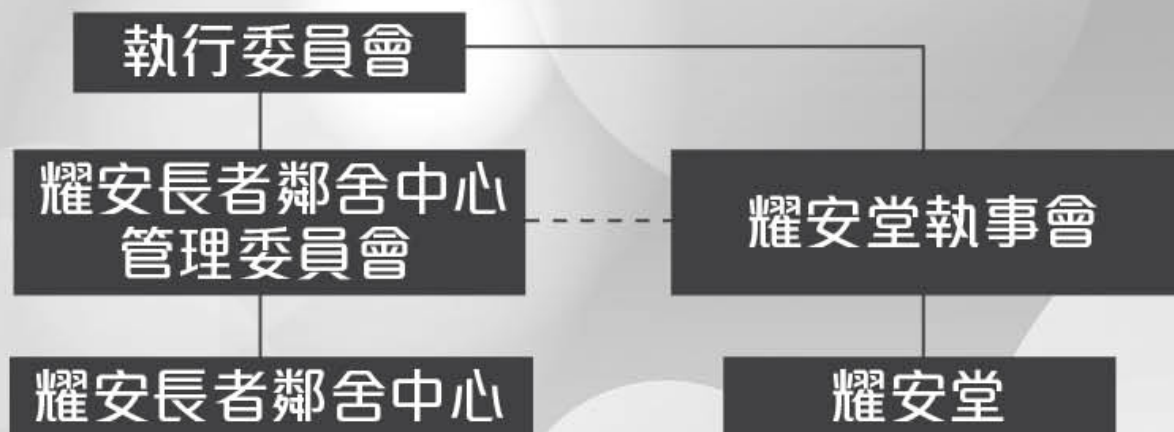 執行委員會
耀安長者鄰舍中心
管理委員會
耀安堂執事會
耀安長者鄰舍中心
耀安堂